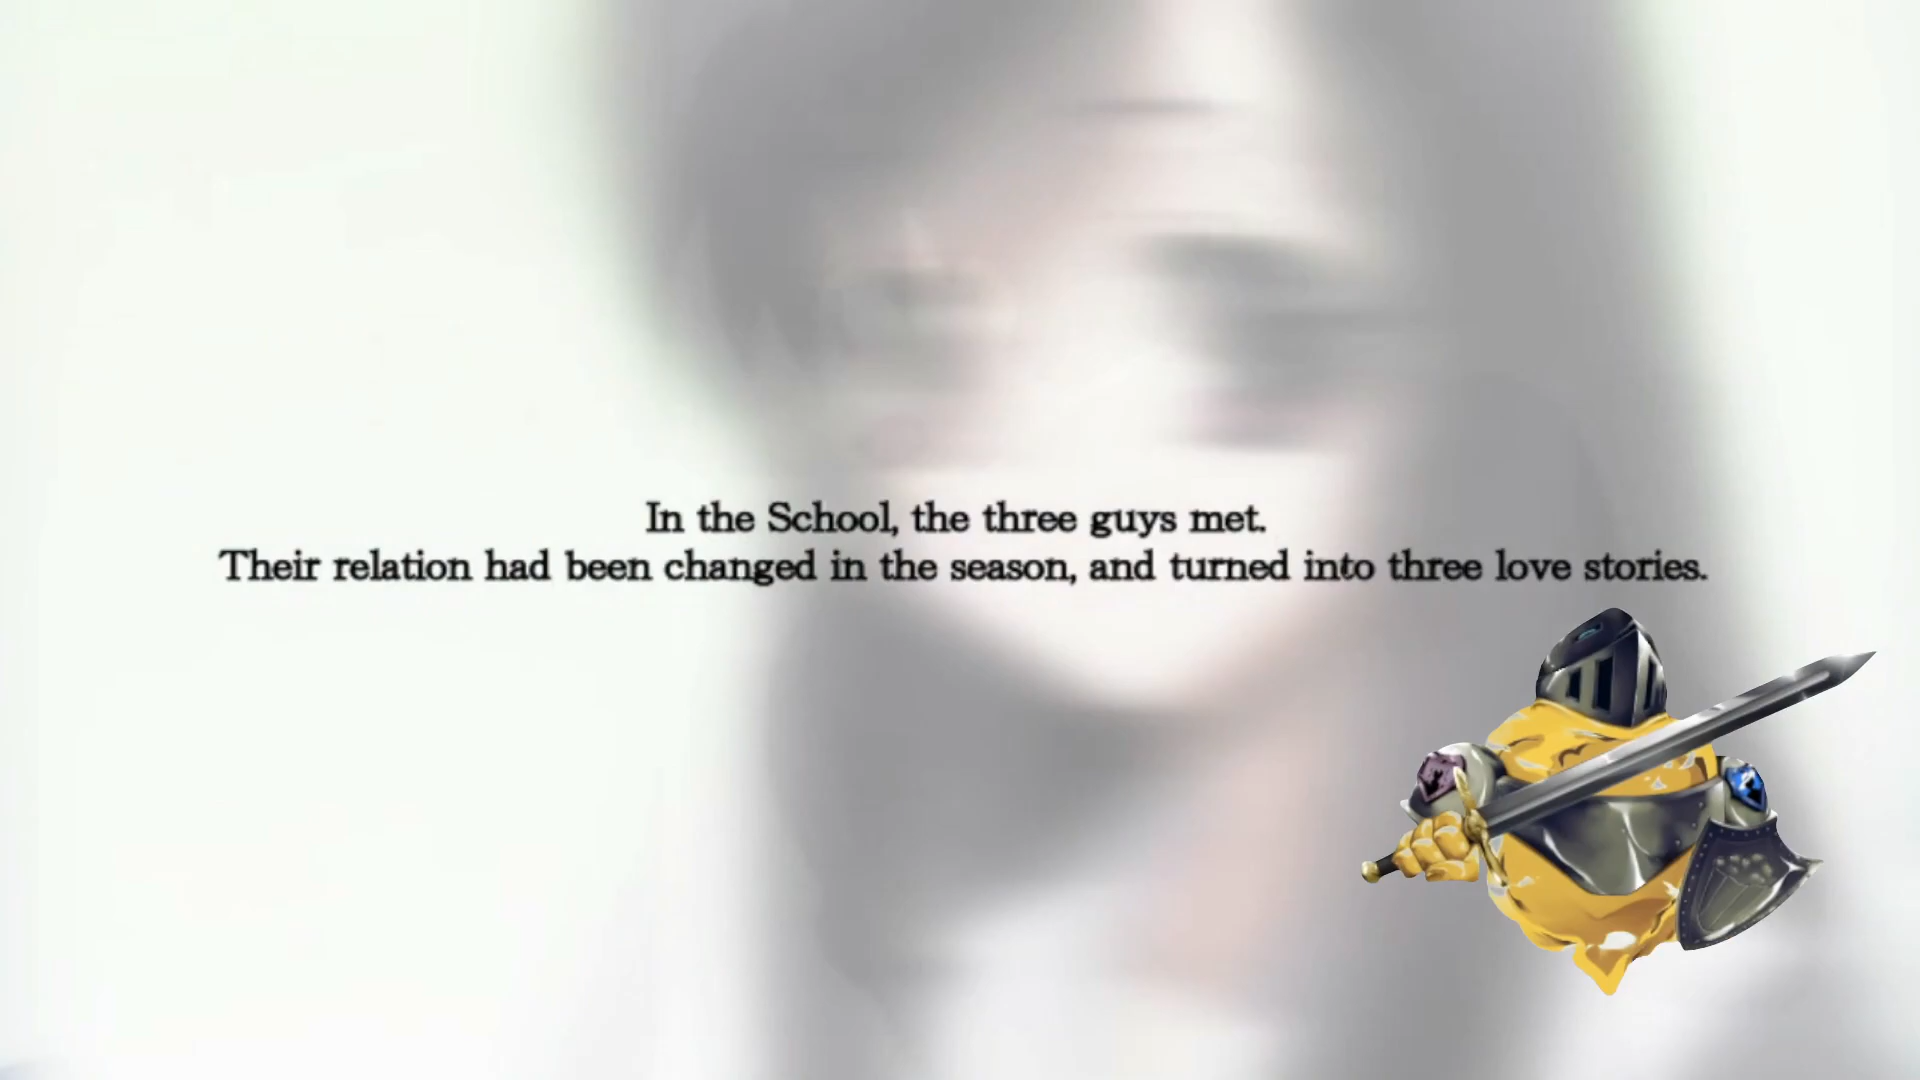 In the School, the three guys met.
Their relation had been changed in the season, and turned into three love stories.